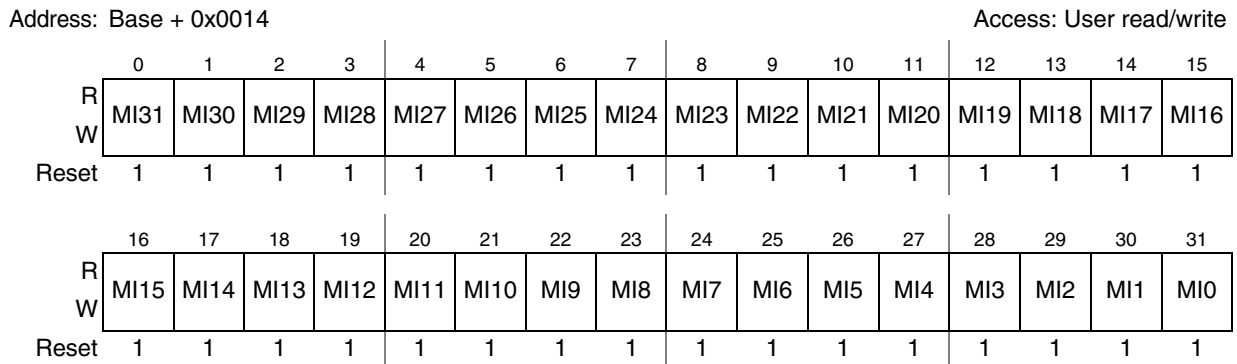 Address: Base + 0x0014 Access: User read/write
0 1 2 3 4 5 6 7 8 9 10 11 12 13 14 15
R
MI31 MI30 MI29 MI28 MI27 MI26 MI25 MI24 MI23 MI22 MI21 MI20 MI19 MI18 MI17 MI16
W
Reset 1 1 1 1 1 1 1 1 1 1 1 1 1 1 1 1
16 17 18 19 20 21 22 23 24 25 26 27 28 29 30 31
R
MI15 MI14 MI13 MI12 MI11 MI10 MI9 MI8 MI7 MI6 MI5 MI4 MI3 MI2 MI1 MI0
W
Reset 1 1 1 1 1 1 1 1 1 1 1 1 1 1 1 1